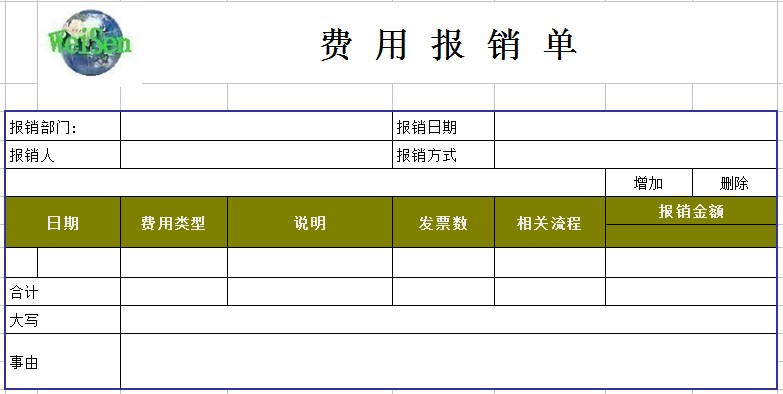 WeiSen
费用报销单
报销部门： 报销日期
报销人 报销方式
增加 删除
日期 费用类型 说明 发票数 相关流程 报销金额
合计
大写
事由